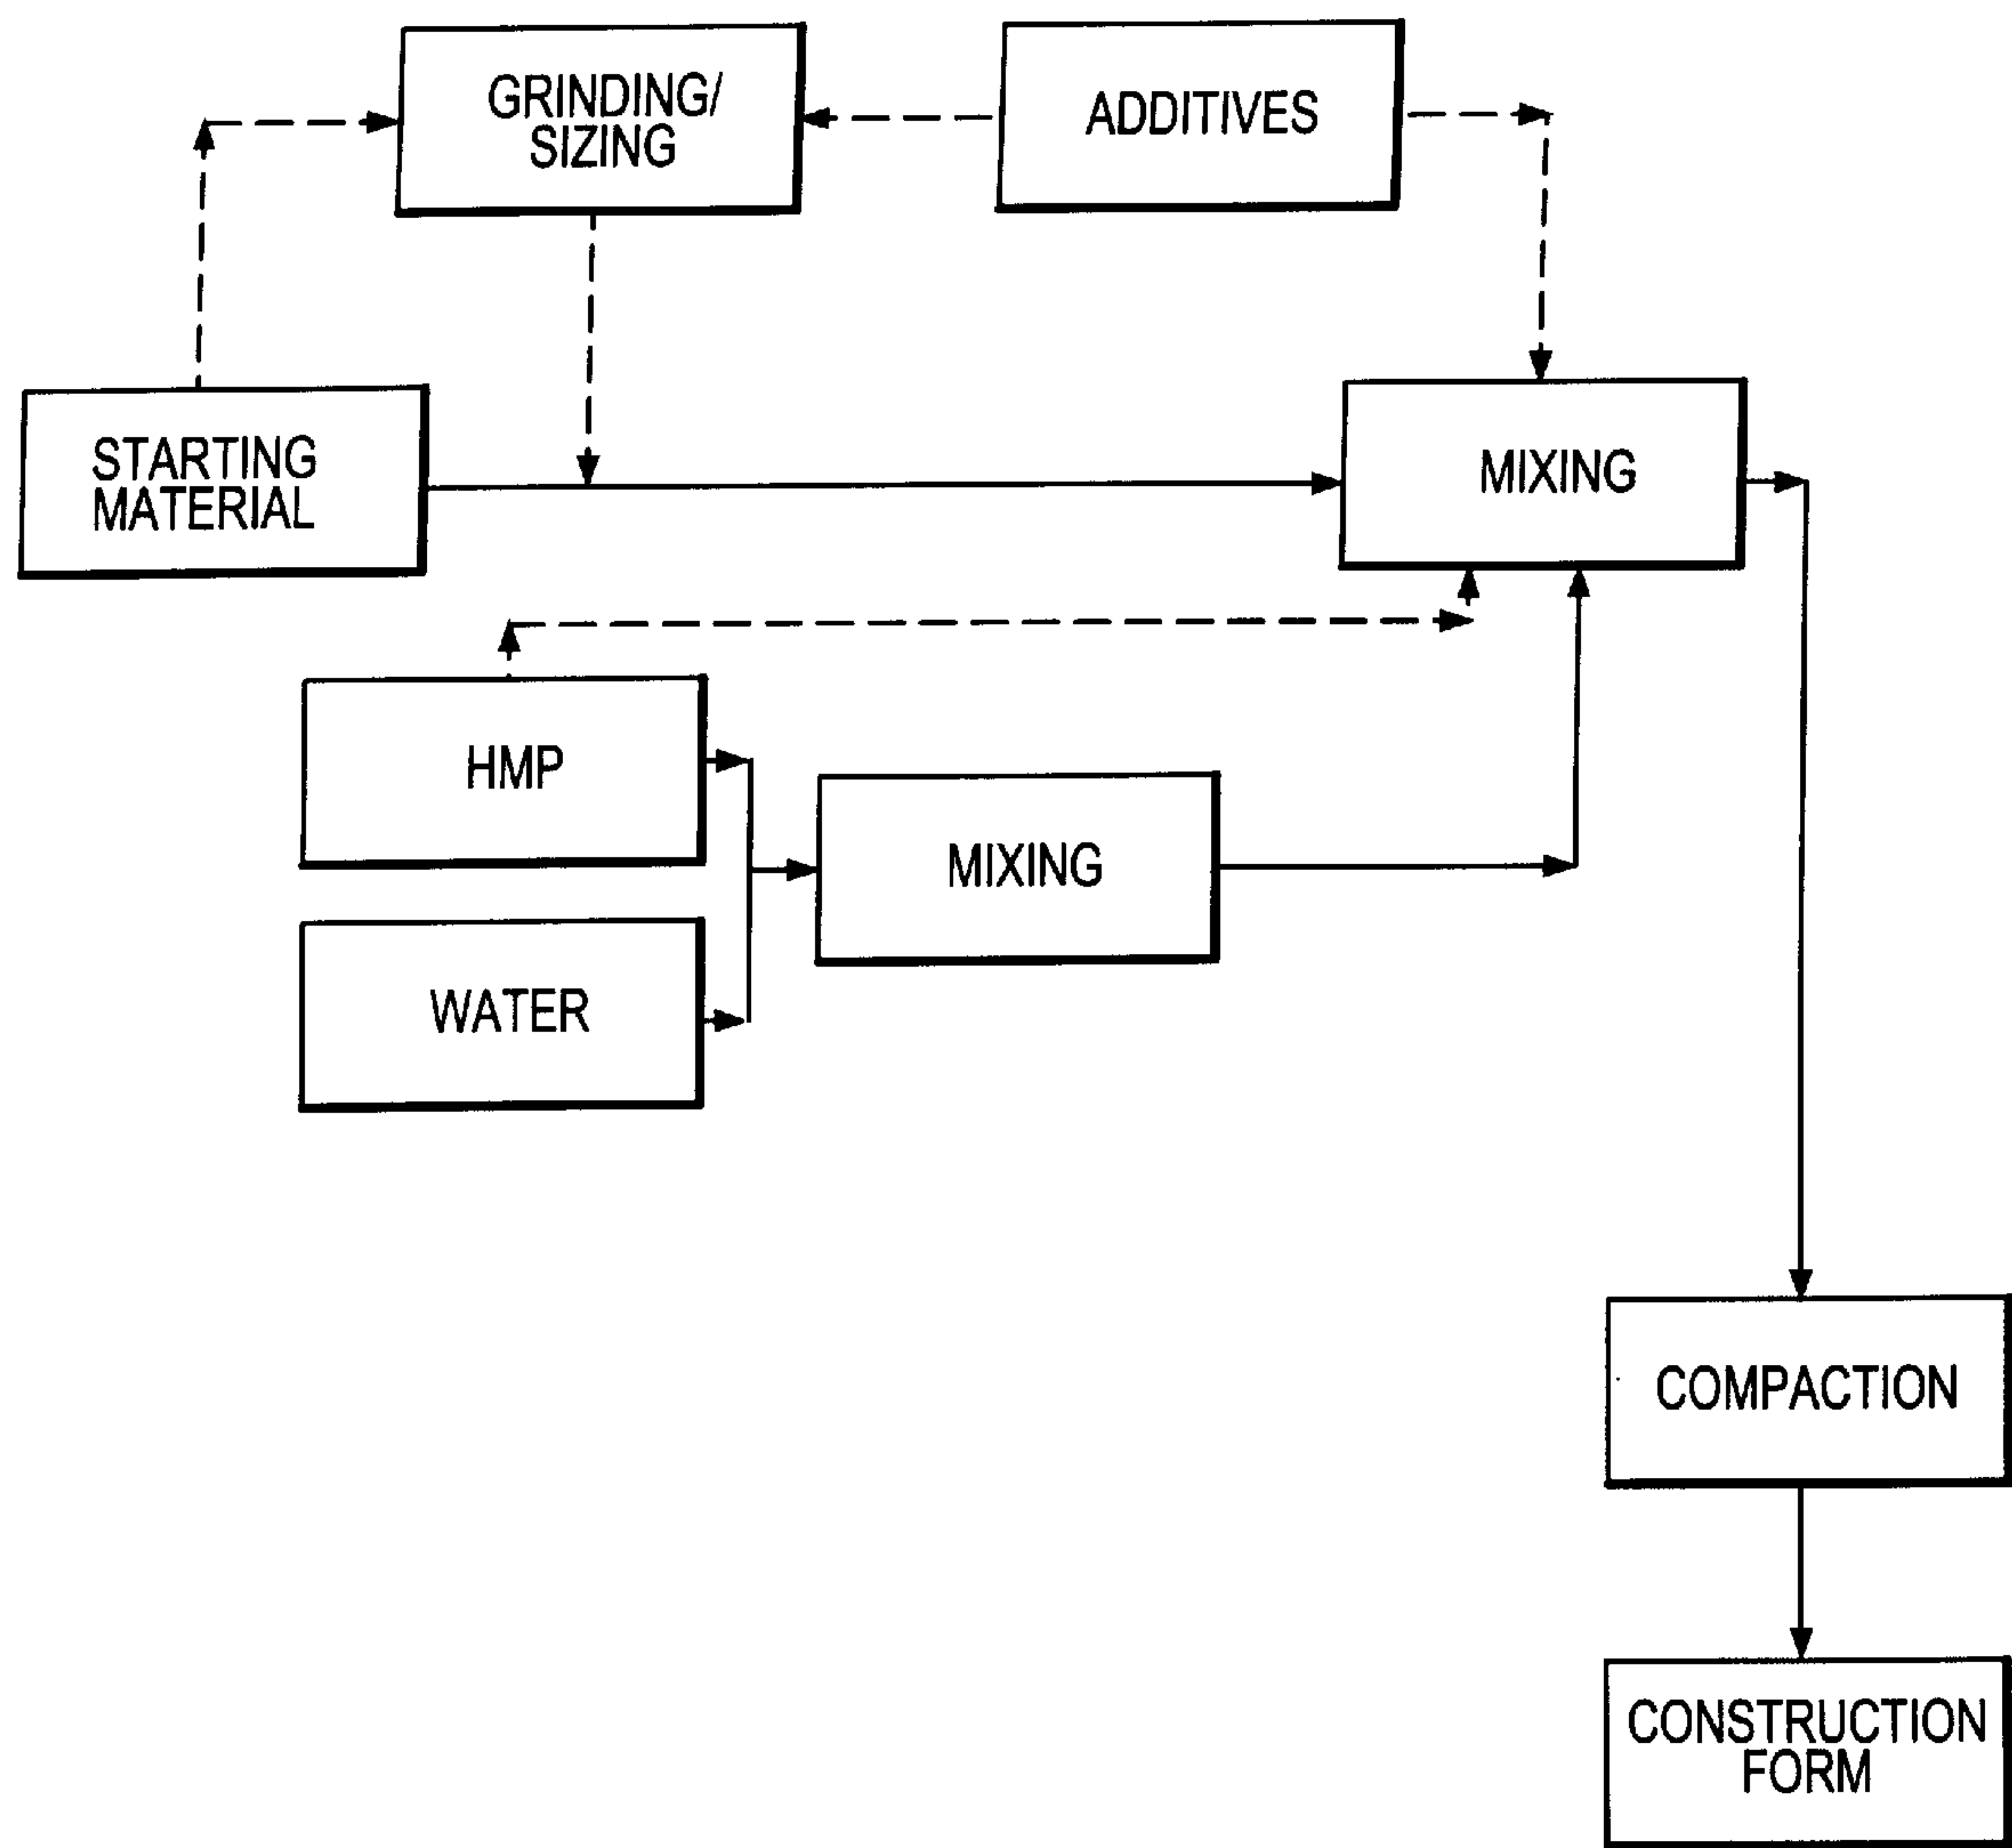 GRINDING/
SIZING
ADDITIVES
STARTING
MATERIAL
MIXING
HMP
MIXING
WATER
COMPACTION
CONSTRUCTION
FORM